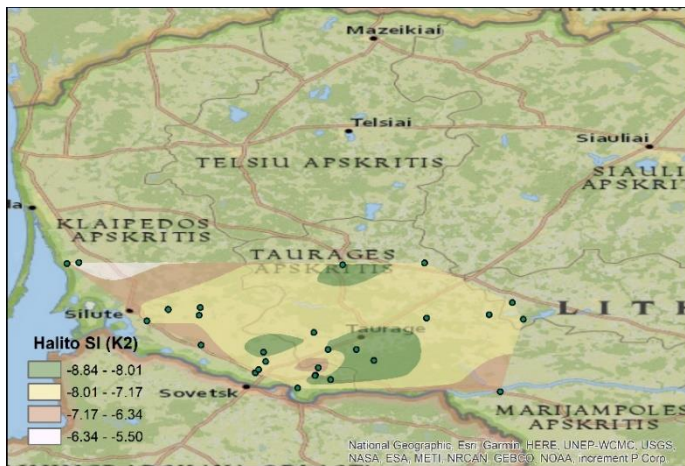 APRINKIS
Mazeikiai
Telsiai
Siauliai
TELSIU APSKRITIS
SIAULI
APSKRIT
KLAIPEDOS
APSKRITIS
TAURAGES
APSKRITIS
Silute
LITH
Taurage
Halito SI (K2)
-8.84 - -8.01
-8.01 - -7.17
-7.17 - -6.34
-6.34 - -5.50
Sovetsk
MARIJAMPOLES
APSKRITIS
National Geographic, Esri, Garmin, HERE, UNEP-WCMC, USGS,
NASA, ESA, METI, NRCAN, GEBCO, NOAA, increment P Corp.